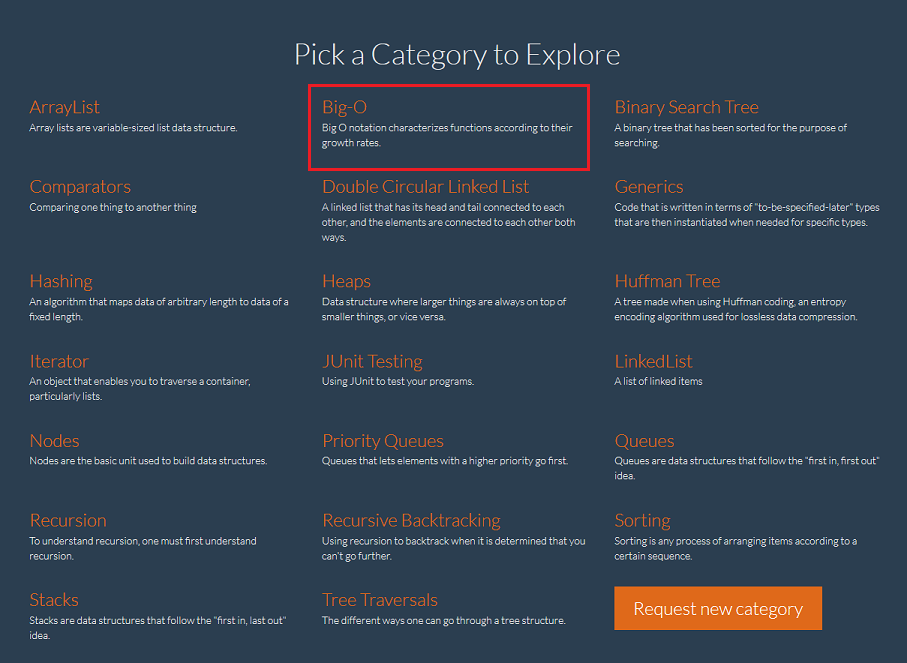 Pick a Category to Explore
ArrayList
Array lists are variable-sized list data structure.
Big-O
Big O notation characterizes functions according to their
growth rates.
Binary Search Tree
A binary tree that has been sorted for the purpose of
searching.
Comparators
Comparing one thing to another thing
Double Circular Linked List
A linked list that has its head and tail connected to each
other, and the elements are connected to each other both
ways.
Generics
Code that is written in terms of "to-be-specified-later" types
that are then instantiated when needed for specific types.
Hashing
An algorithm that maps data of arbitrary length to data of a
fixed length.
Heaps
Data structure where larger things are always on top of
smaller things, or vice versa.
Huffman Tree
A tree made when using Huffman coding, an entropy
encoding algorithm used for lossless data compression.
Iterator
An object that enables you to traverse a container,
particularly lists.
JUnit Testing
Using JUnit to test your programs.
LinkedList
A list of linked items
Nodes
Nodes are the basic unit used to build data structures.
Priority Queues
Queues that lets elements with a higher priority go first.
Queues
Queues are data structures that follow the "first in, first out"
idea.
Recursion
To understand recursion, one must first understand
recursion.
Recursive Backtracking
Using recursion to backtrack when it is determined that you
can't go further.
Sorting
Sorting is any process of arranging items according to a
certain sequence.
Stacks
Stacks are data structures that follow the "first in, last out"
idea.
Tree Traversals
The different ways one can go through a tree structure.
Request new category